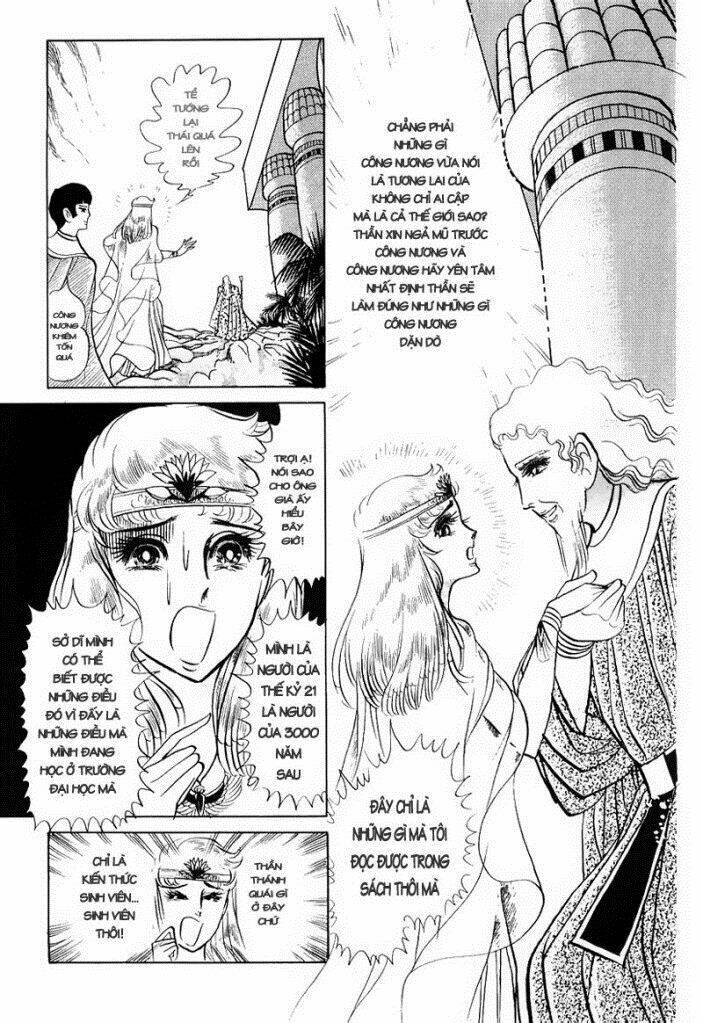 CHẲNG PHẢI
NHỮNG GÌ
CÔNG NƯƠNG VỪA NÓI
LÀ TƯƠNG LAI CỦA
KHÔNG CHỈ AI CẬP
MÀ LÀ CẢ THẾ GIỚI SAO?
THẦN XIN NGẢ MŨ TRƯỚC
CÔNG NƯƠNG VÀ
CÔNG NƯƠNG HÃY YÊN TÂM
NHẤT ĐỊNH THẦN SẼ
LÀM ĐÚNG NHƯ NHỮNG GÌ
CÔNG NƯƠNG
DẶN DÒ
ĐÂY CHỈ LÀ
NHỮNG GÌ MÀ TÔI
ĐỌC ĐƯỢC TRONG
SÁCH THÔI MÀ
TỂ
TƯỚNG
LẠI
THÁI QUÁ
LÊN
RỒI
CÔNG
NƯƠNG
KHIÊM
TỐN
QUÁ
TRỢI Ạ!
NÓI SAO
CHO ÔNG
GIÀ ẤY
HIỂU
BÂY
GIỜ!
MÌNH LÀ
NGƯỜI CỦA
THẾ KỶ 21
LÀ NGƯỜI
CỦA 3000
NĂM
SAU
SỞ DĨ MÌNH
CÓ THỂ
BIẾT ĐƯỢC
NHỮNG ĐIỀU
ĐÓ VÌ ĐẤY LÀ
NHỮNG ĐIỀU MÀ
MÌNH ĐANG
HỌC Ở TRƯỜNG
ĐẠI HỌC MÀ
THẦN
THÁNH
QUÁI GÌ
Ở ĐÂY
CHỨ
CHỈ LÀ
KIẾN THỨC
SINH VIÊN...
SINH VIÊN
THÔI!